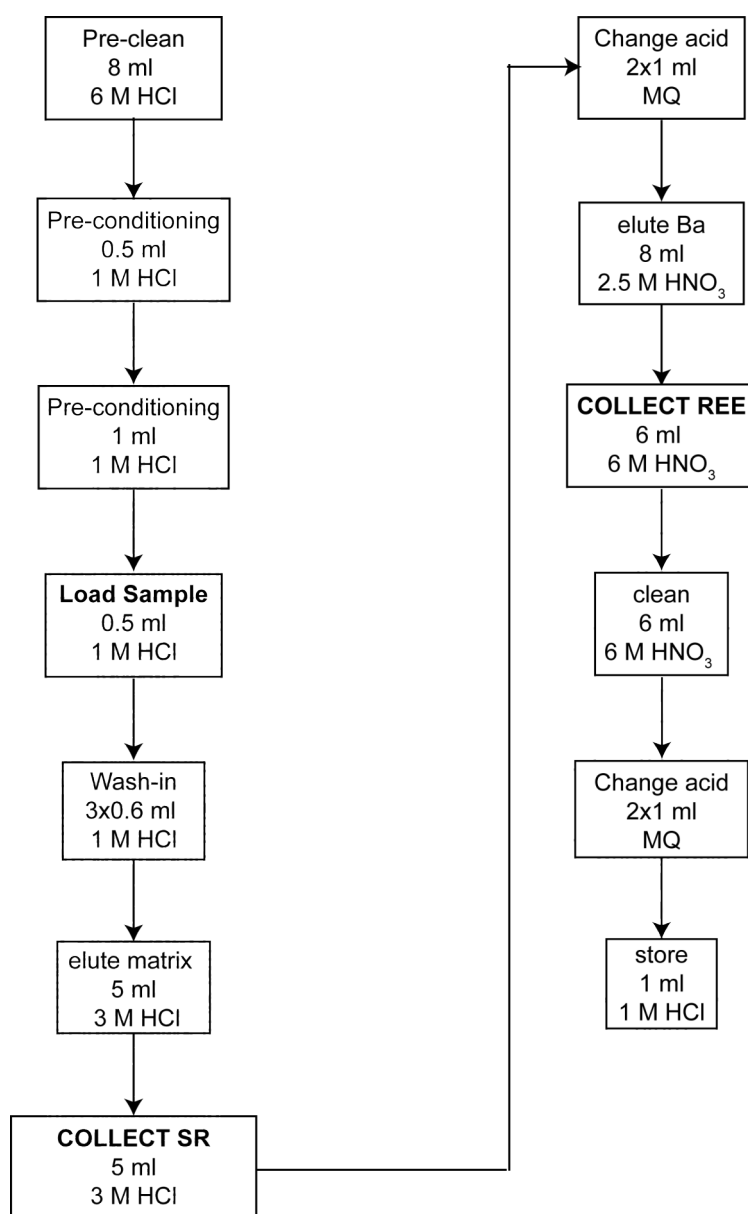 Pre-clean
8 ml
6 M HCl
Pre-conditioning
0.5 ml
1 M HCl
Pre-conditioning
1 ml
1 M HCl
Load Sample
0.5 ml
1 M HCl
Wash-in
3x0.6 ml
1 M HCl
elute matrix
5 ml
3 M HCl
COLLECT SR
5 ml
3 M HCl
Change acid
2x1 ml
MQ
elute Ba
8 ml
2.5 M HNO₃
COLLECT REE
6 ml
6 M HNO₃
clean
6 ml
6 M HNO₃
Change acid
2x1 ml
MQ
store
1 ml
1 M HCl